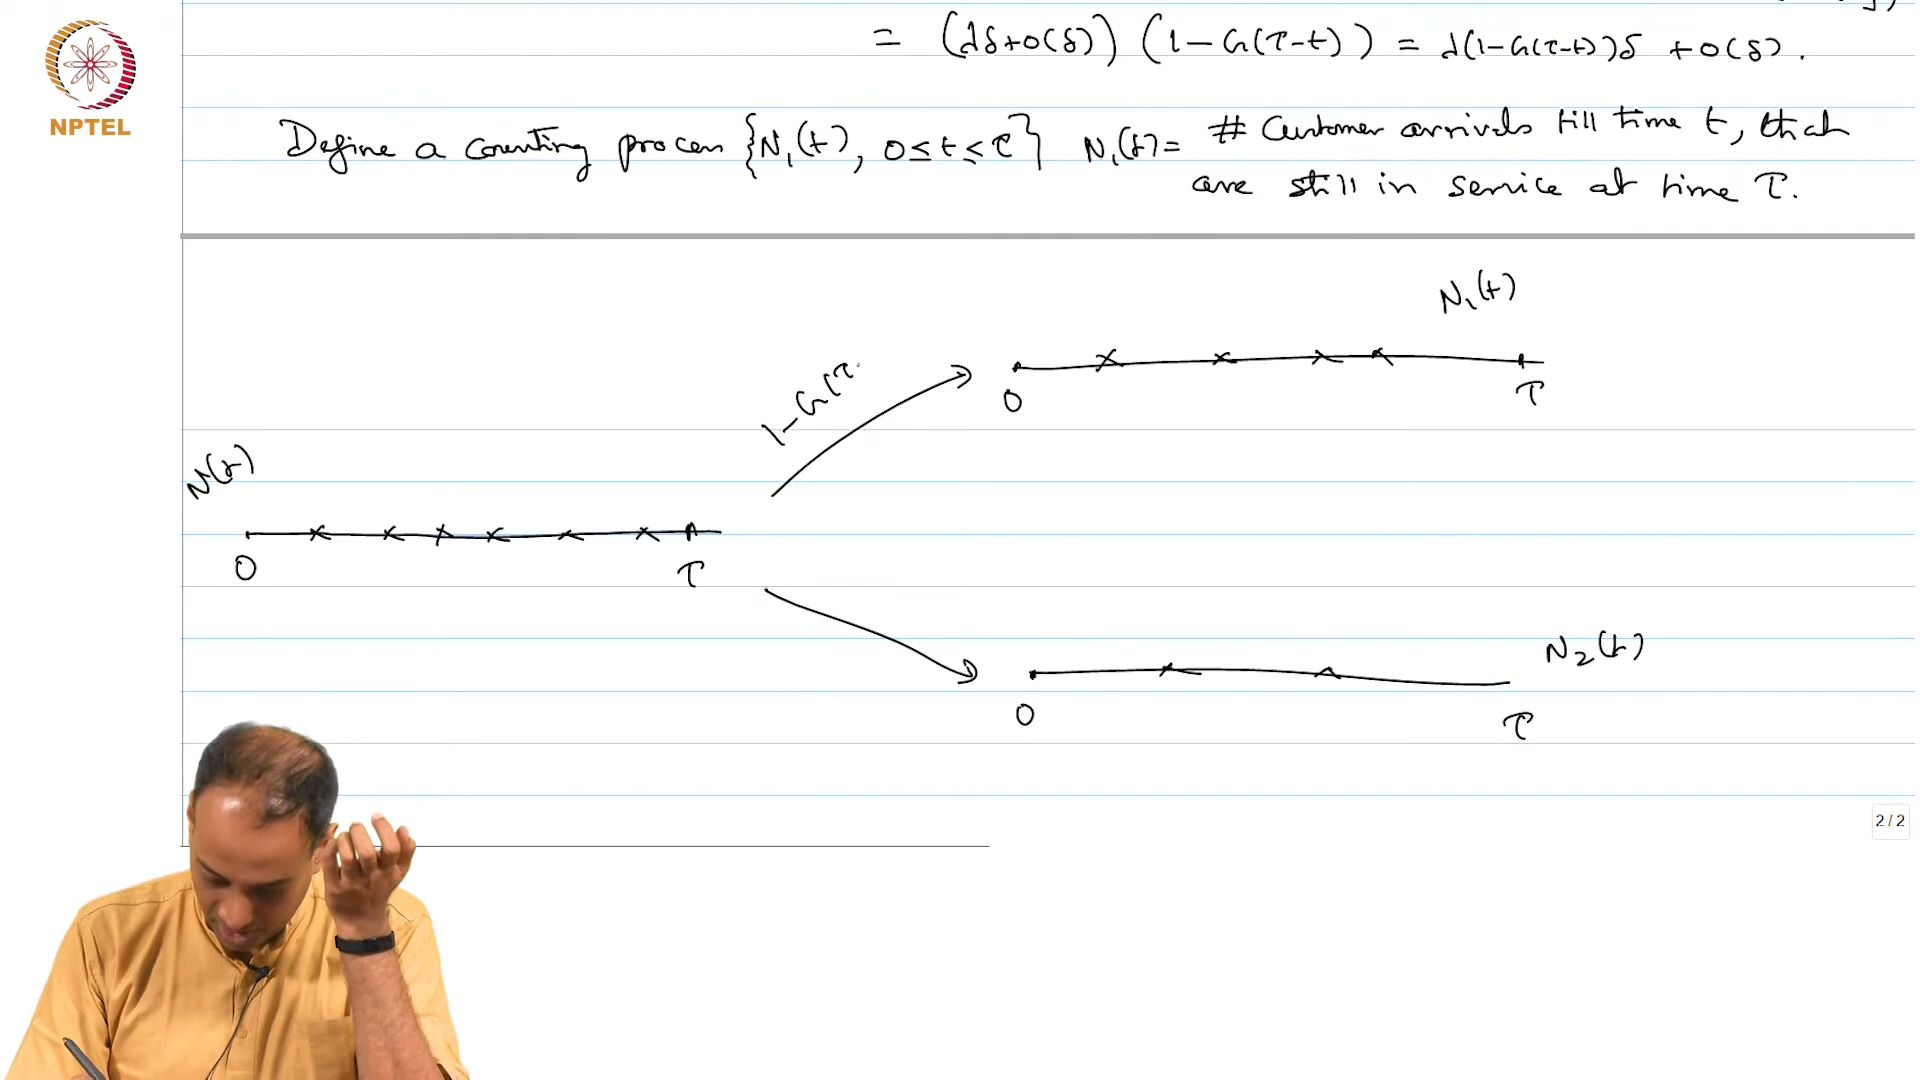 = (λδ+o(δ)) (1-G(τ-t)) = λ(1-G(τ-t))δ + o(δ).
NPTEL
Define a counting process {N₁(t), 0≤t≤τ} N₁(t)= # Customer arrivals till time t, that
are still in service at time τ.
N₁(t)
1-G(τ-
0 τ
N(t)
0 τ
N₂(t)
0 τ
2 / 2